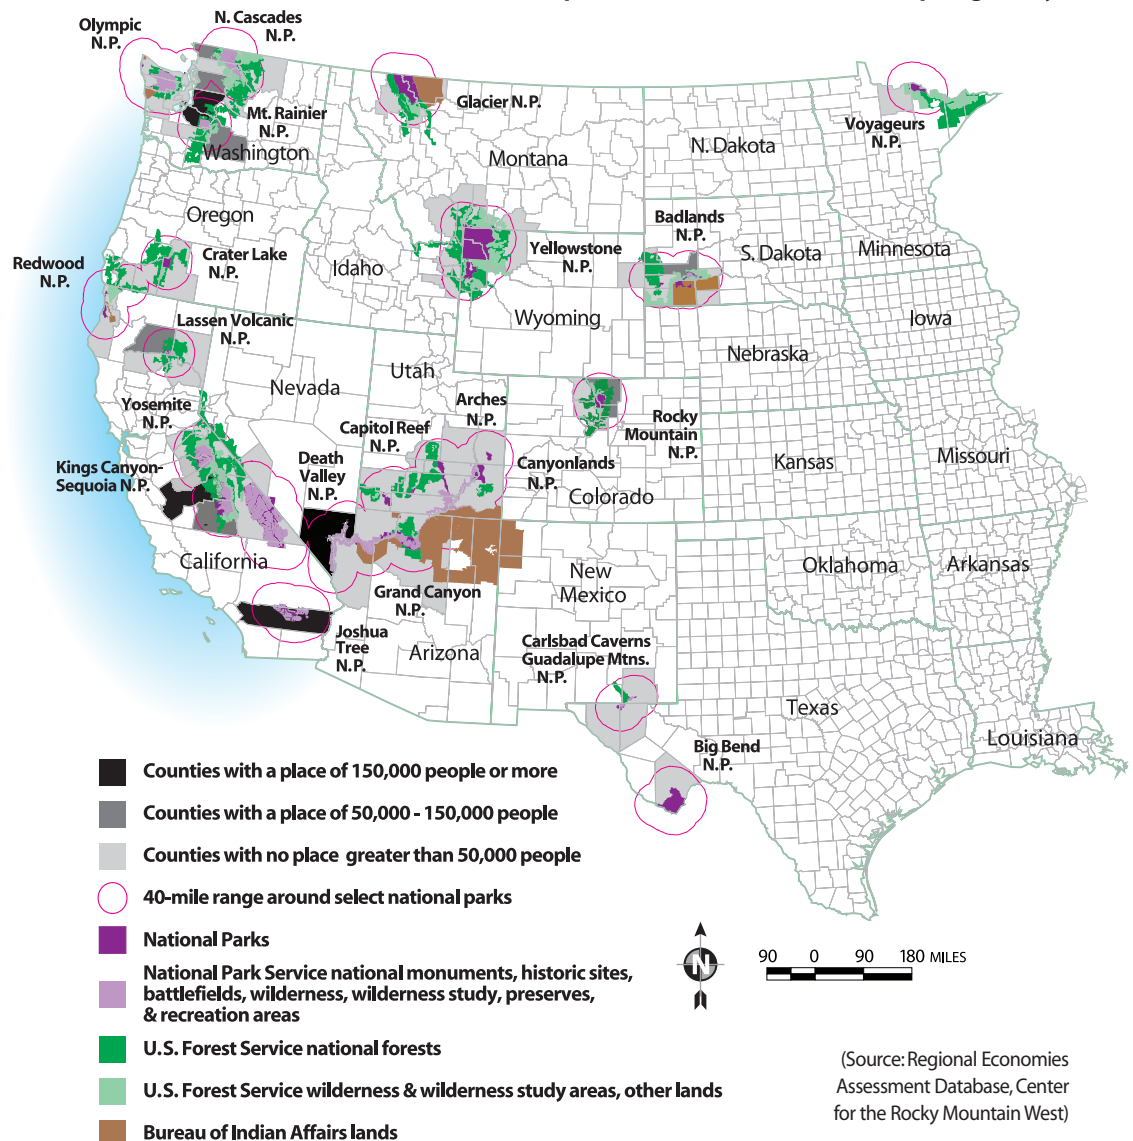 Olympic
N.P.
N. Cascades
N.P.
Glacier N.P.
Mt. Rainier
N.P.
Washington
Voyageurs
N.P.
Montana
N. Dakota
Oregon
Badlands
N.P.
Redwood
N.P.
Crater Lake
N.P.
Idaho
Yellowstone
N.P.
S. Dakota
Minnesota
Wyoming
Iowa
Lassen Volcanic
N.P.
Nebraska
Nevada
Utah
Arches
N.P.
Yosemite
N.P.
Capitol Reef
N.P.
Rocky
Mountain
N.P.
Kings Canyon-
Sequoia N.P.
Death
Valley
N.P.
Canyonlands
N.P.
Colorado
Kansas
Missouri
California
Grand Canyon
N.P.
New
Mexico
Oklahoma
Arkansas
Joshua
Tree
N.P.
Arizona
Carlsbad Caverns
Guadalupe Mtns.
N.P.
Texas
Louisiana
Big Bend
N.P.
Counties with a place of 150,000 people or more
Counties with a place of 50,000 - 150,000 people
Counties with no place greater than 50,000 people
40-mile range around select national parks
National Parks
National Park Service national monuments, historic sites,
battlefields, wilderness, wilderness study, preserves,
& recreation areas
U.S. Forest Service national forests
U.S. Forest Service wilderness & wilderness study areas, other lands
Bureau of Indian Affairs lands
N
90 0 90 180 MILES
(Source: Regional Economies
Assessment Database, Center
for the Rocky Mountain West)